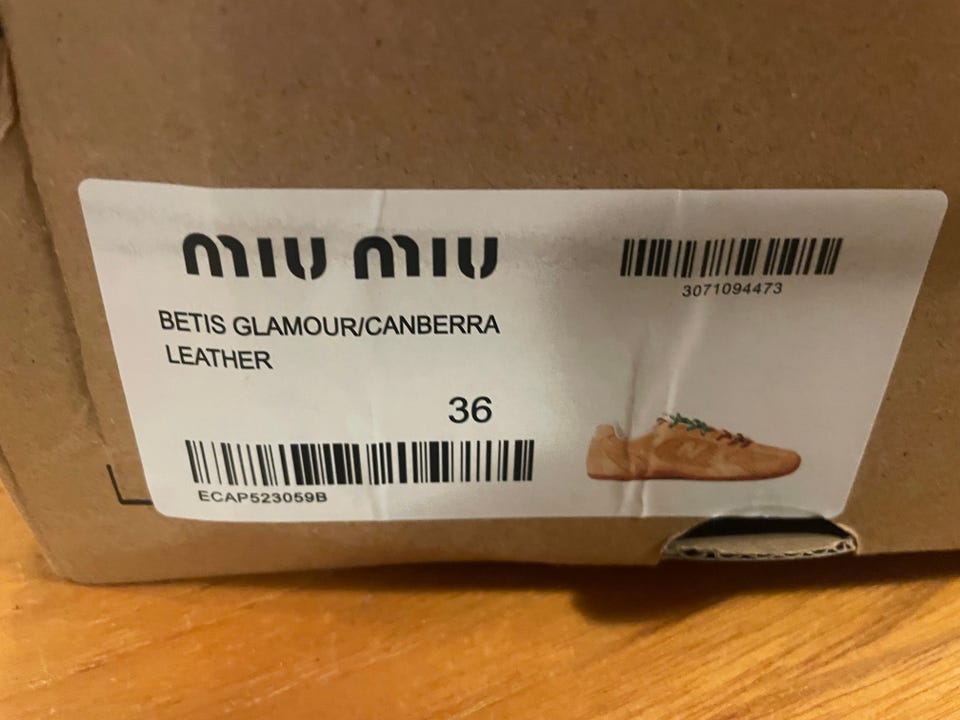 miu miu
3071094473
BETIS GLAMOUR/CANBERRA
LEATHER
36
ECAP523059B
N